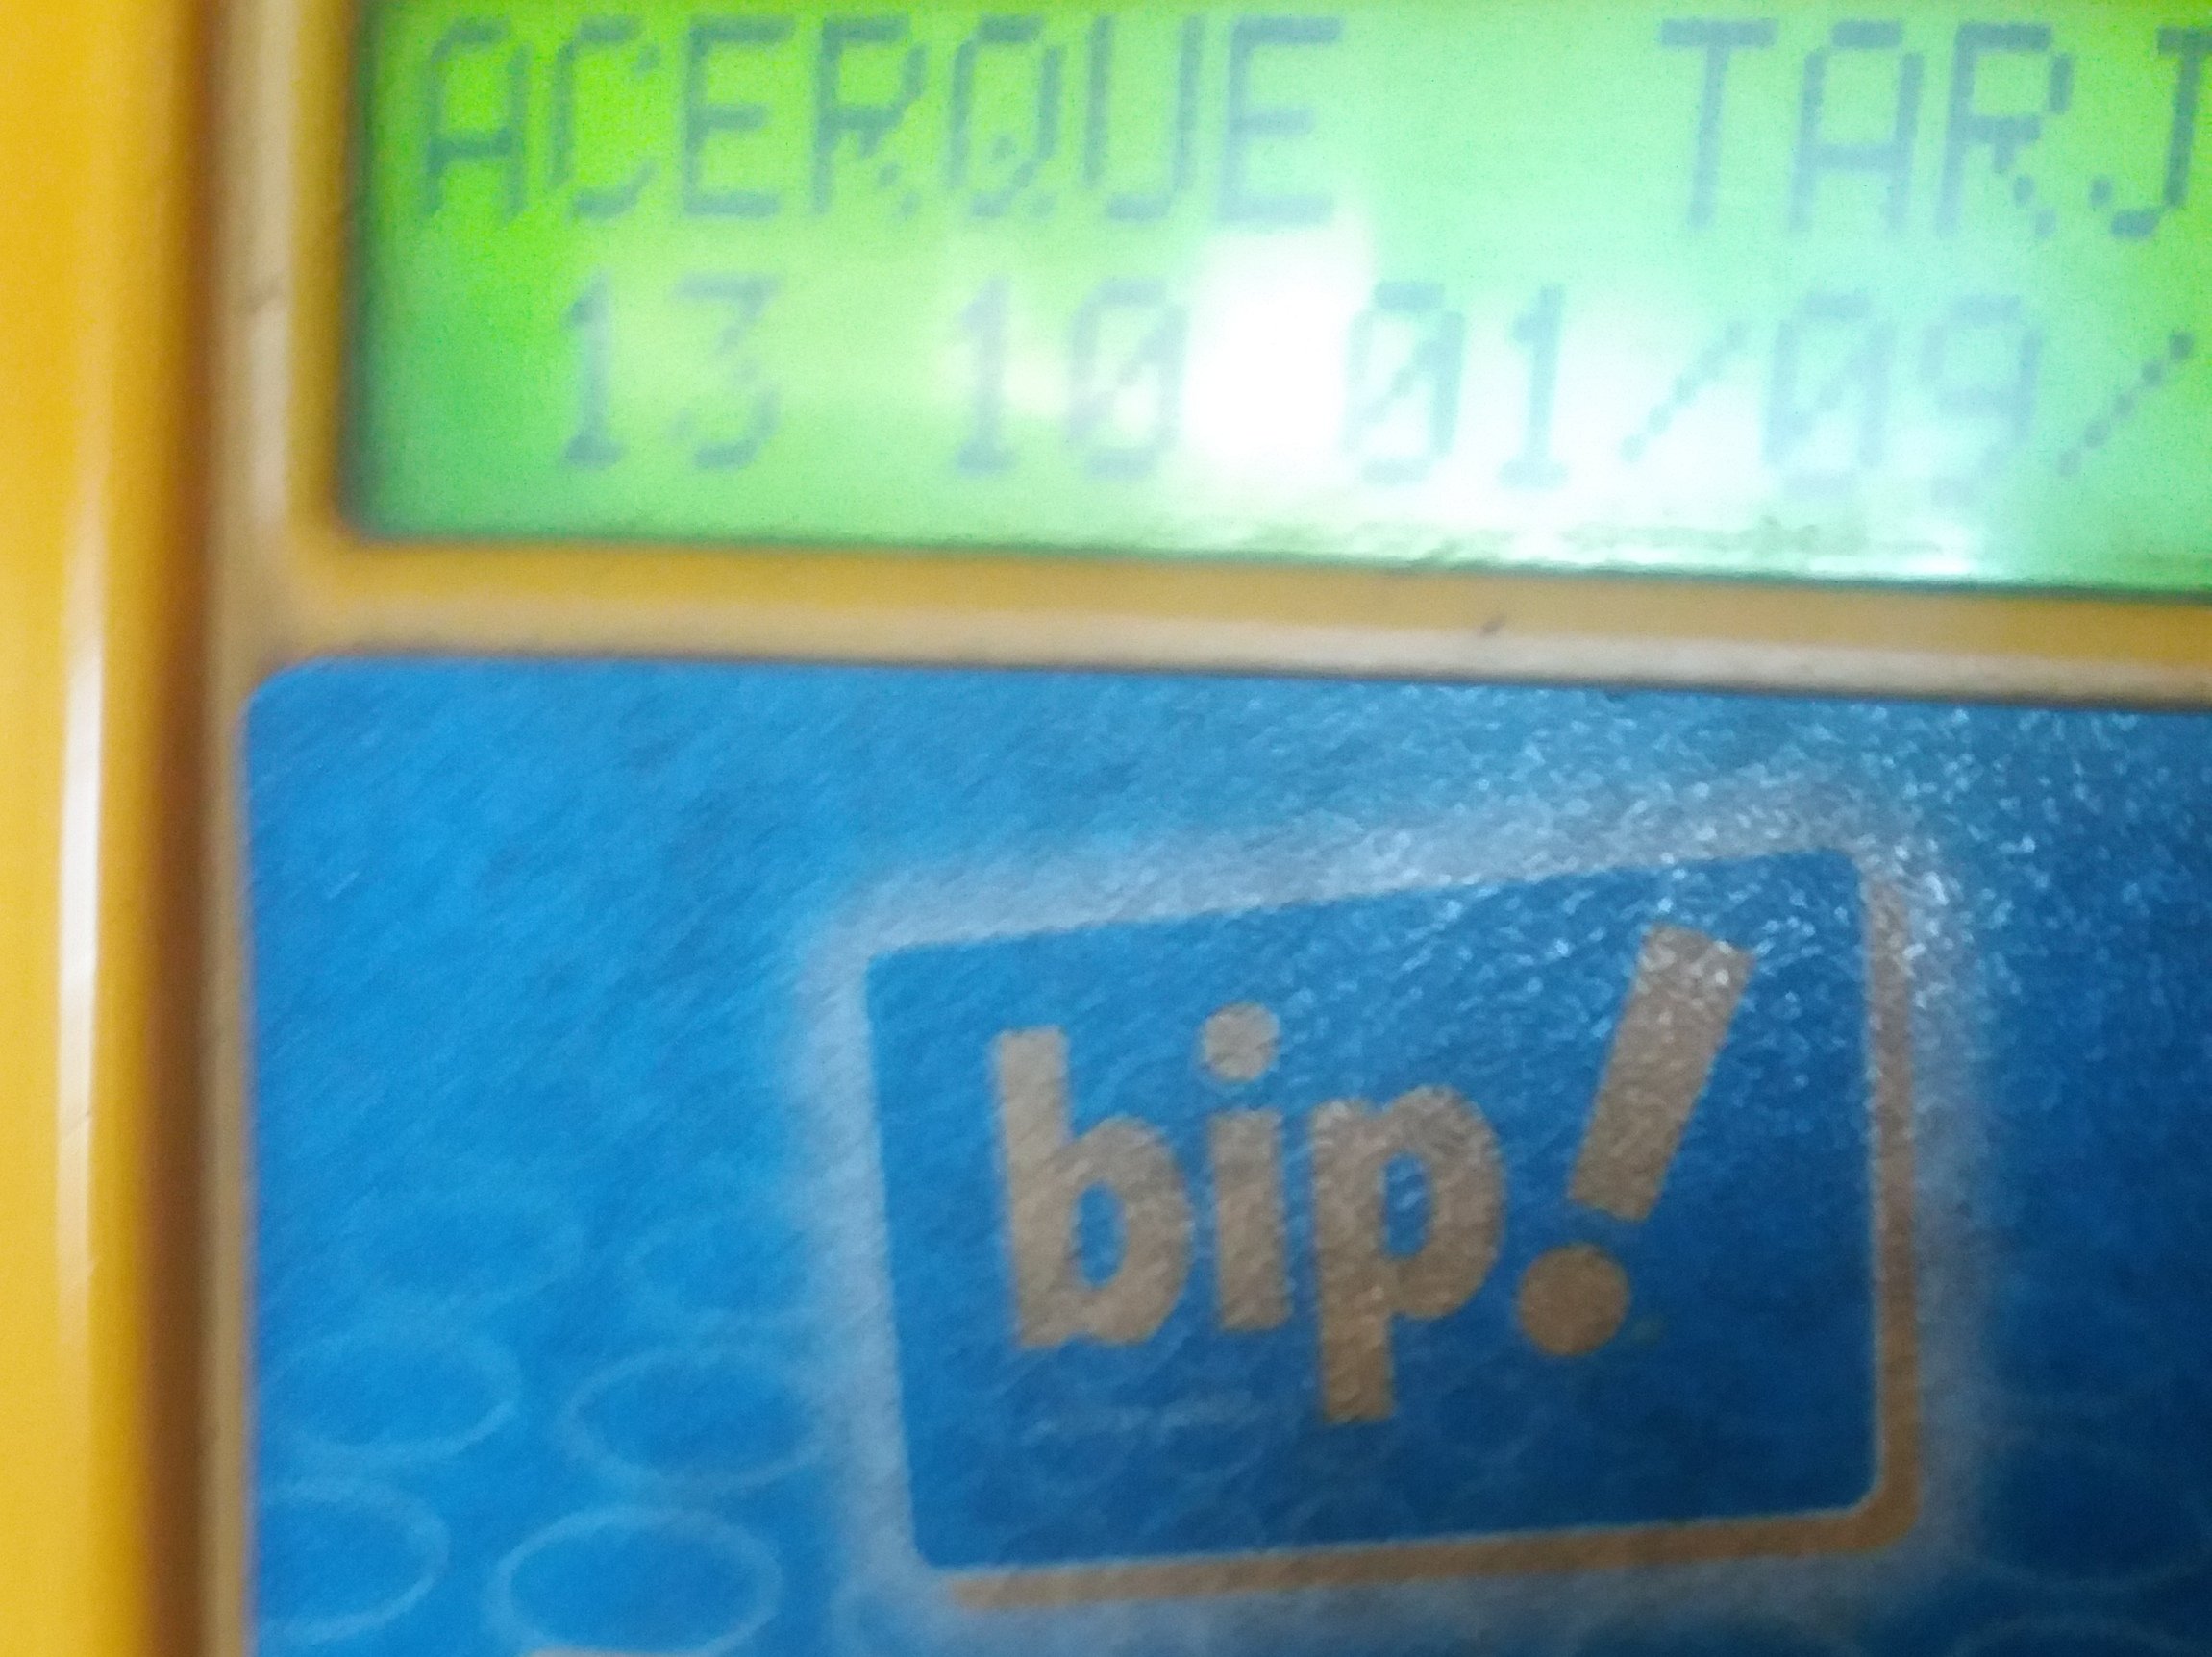 ACERQUE TARJ
13 10 01/09/
bip!